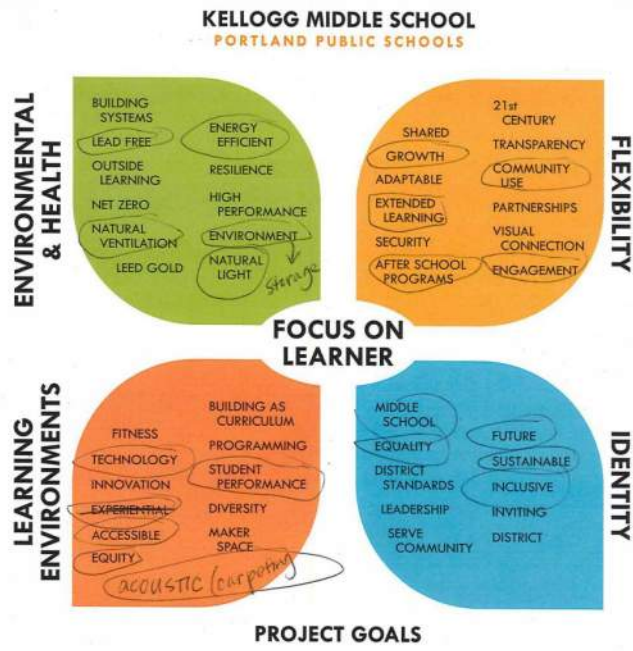 KELLOGG MIDDLE SCHOOL
PORTLAND PUBLIC SCHOOLS
ENVIRONMENTAL
& HEALTH
BUILDING
SYSTEMS
LEAD FREE
OUTSIDE
LEARNING
NET ZERO
NATURAL
VENTILATION
LEED GOLD
ENERGY
EFFICIENT
RESILIENCE
HIGH
PERFORMANCE
ENVIRONMENT
NATURAL
LIGHT
storage
SHARED
GROWTH
ADAPTABLE
EXTENDED
LEARNING
SECURITY
AFTER SCHOOL
PROGRAMS
21st
CENTURY
TRANSPARENCY
COMMUNITY
USE
PARTNERSHIPS
VISUAL
CONNECTION
ENGAGEMENT
FLEXIBILITY
FOCUS ON
LEARNER
LEARNING
ENVIRONMENTS
FITNESS
TECHNOLOGY
INNOVATION
EXPERIENTIAL
ACCESSIBLE
EQUITY
BUILDING AS
CURRICULUM
PROGRAMMING
STUDENT
PERFORMANCE
DIVERSITY
MAKER
SPACE
acoustic (carpeting
MIDDLE
SCHOOL
EQUALITY
DISTRICT
STANDARDS
LEADERSHIP
SERVE
COMMUNITY
FUTURE
SUSTAINABLE
INCLUSIVE
INVITING
DISTRICT
IDENTITY
PROJECT GOALS